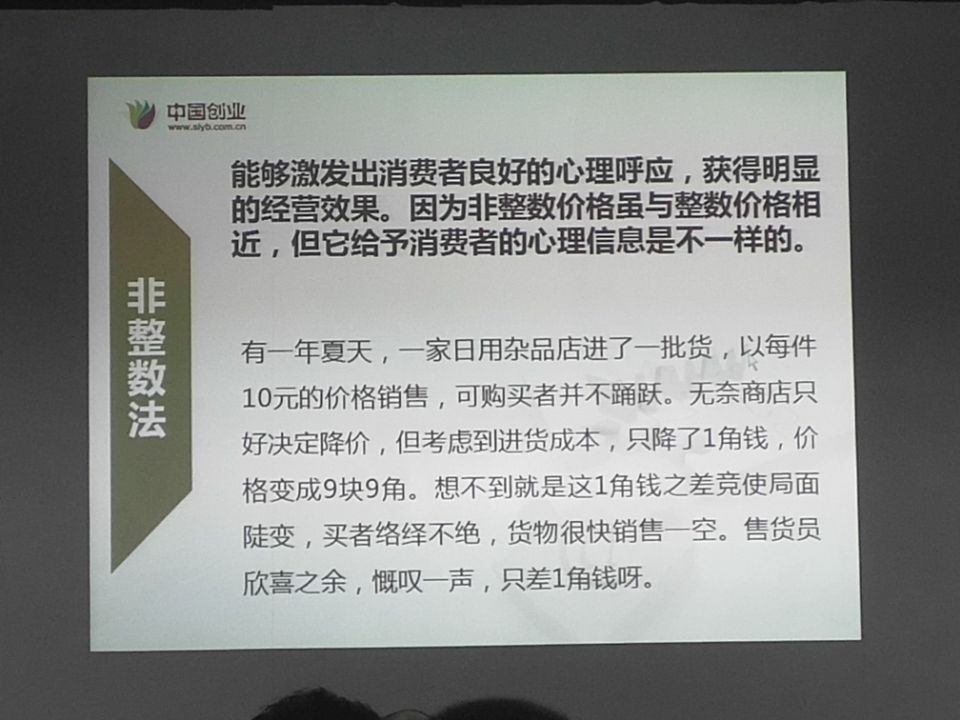 中国创业
www.siyb.com.cn
非整数法
能够激发出消费者良好的心理呼应，获得明显
的经营效果。因为非整数价格虽与整数价格相
近，但它给予消费者的心理信息是不一样的。
有一年夏天，一家日用杂品店进了一批货，以每件
10元的价格销售，可购买者并不踊跃。无奈商店只
好决定降价，但考虑到进货成本，只降了1角钱，价
格变成9块9角。想不到就是这1角钱之差竟使局面
陡变，买者络绎不绝，货物很快销售一空。售货员
欣喜之余，慨叹一声，只差1角钱呀。